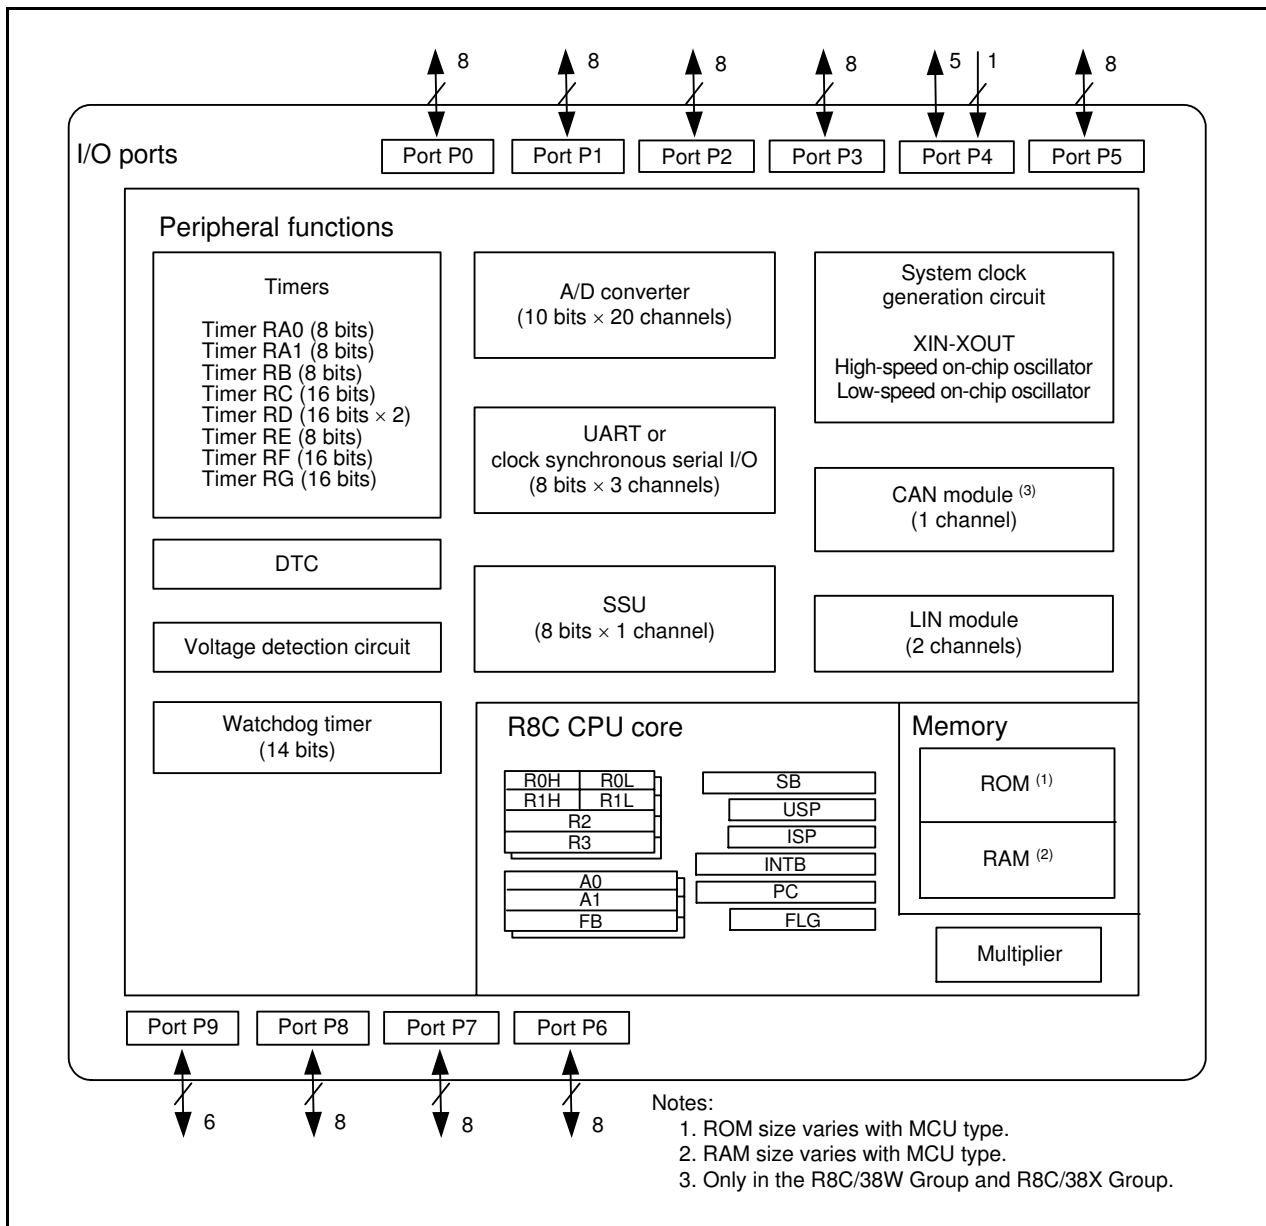 8 8 8 8 5 1 8
I/O ports
Port P0 Port P1 Port P2 Port P3 Port P4 Port P5
Peripheral functions
Timers
Timer RA0 (8 bits)
Timer RA1 (8 bits)
Timer RB (8 bits)
Timer RC (16 bits)
Timer RD (16 bits × 2)
Timer RE (8 bits)
Timer RF (16 bits)
Timer RG (16 bits)
DTC
Voltage detection circuit
Watchdog timer
(14 bits)
A/D converter
(10 bits × 20 channels)
UART or
clock synchronous serial I/O
(8 bits × 3 channels)
SSU
(8 bits × 1 channel)
System clock
generation circuit
XIN-XOUT
High-speed on-chip oscillator
Low-speed on-chip oscillator
CAN module (3)
(1 channel)
LIN module
(2 channels)
R8C CPU core
R0H R0L
R1H R1L
R2
R3
A0
A1
FB
SB
USP
ISP
INTB
PC
FLG
Memory
ROM (1)
RAM (2)
Multiplier
Port P9 Port P8 Port P7 Port P6
6 8 8 8
Notes:
1. ROM size varies with MCU type.
2. RAM size varies with MCU type.
3. Only in the R8C/38W Group and R8C/38X Group.